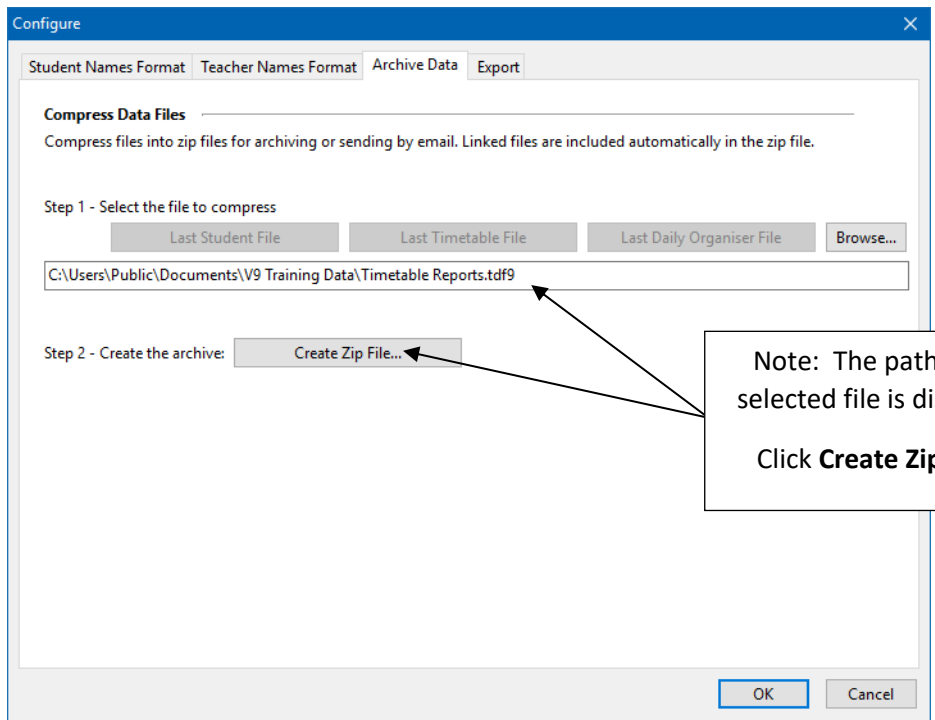 Configure
Student Names Format Teacher Names Format Archive Data Export
Compress Data Files
Compress files into zip files for archiving or sending by email. Linked files are included automatically in the zip file.
Step 1 - Select the file to compress
Last Student File Last Timetable File Last Daily Organiser File Browse...
C:\Users\Public\Documents\V9 Training Data\Timetable Reports.tdf9
Step 2 - Create the archive: Create Zip File...
Note: The path
selected file is di
Click Create Zip
OK Cancel